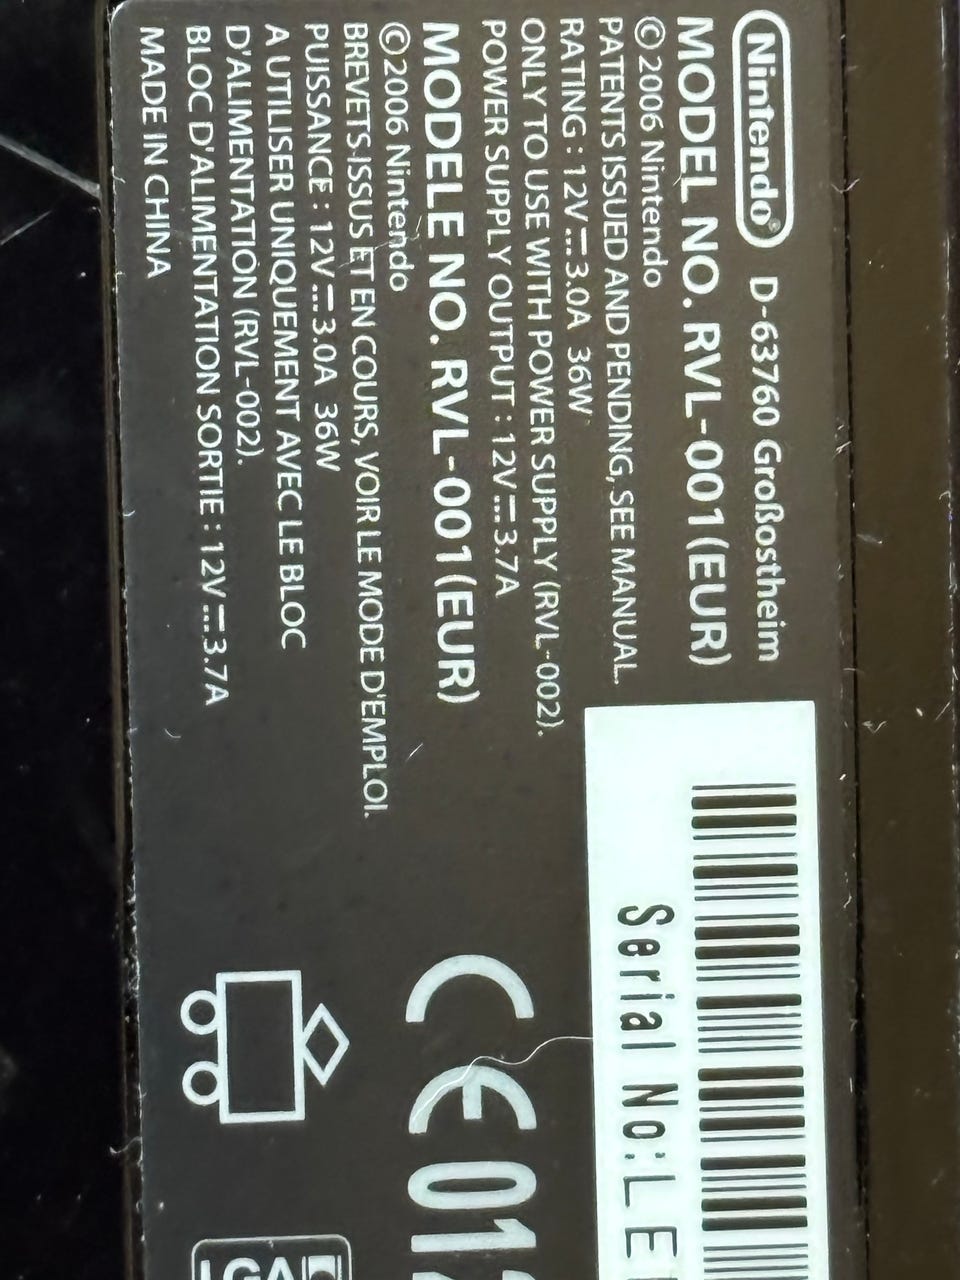 Nintendo® D-63760 Großostheim
MODEL NO. RVL-001(EUR)
©2006 Nintendo
PATENTS ISSUED AND PENDING, SEE MANUAL.
RATING : 12V⎓3.0A 36W
ONLY TO USE WITH POWER SUPPLY (RVL-002).
POWER SUPPLY OUTPUT : 12V⎓3.7A
MODELE NO. RVL-001(EUR)
©2006 Nintendo
BREVETS ISSUS ET EN COURS, VOIR LE MODE D'EMPLOI.
PUISSANCE : 12V⎓3.0A 36W
A UTILISER UNIQUEMENT AVEC LE BLOC
D'ALIMENTATION (RVL-002).
BLOC D'ALIMENTATION SORTIE : 12V⎓3.7A
MADE IN CHINA
Serial No:LE
CE 012